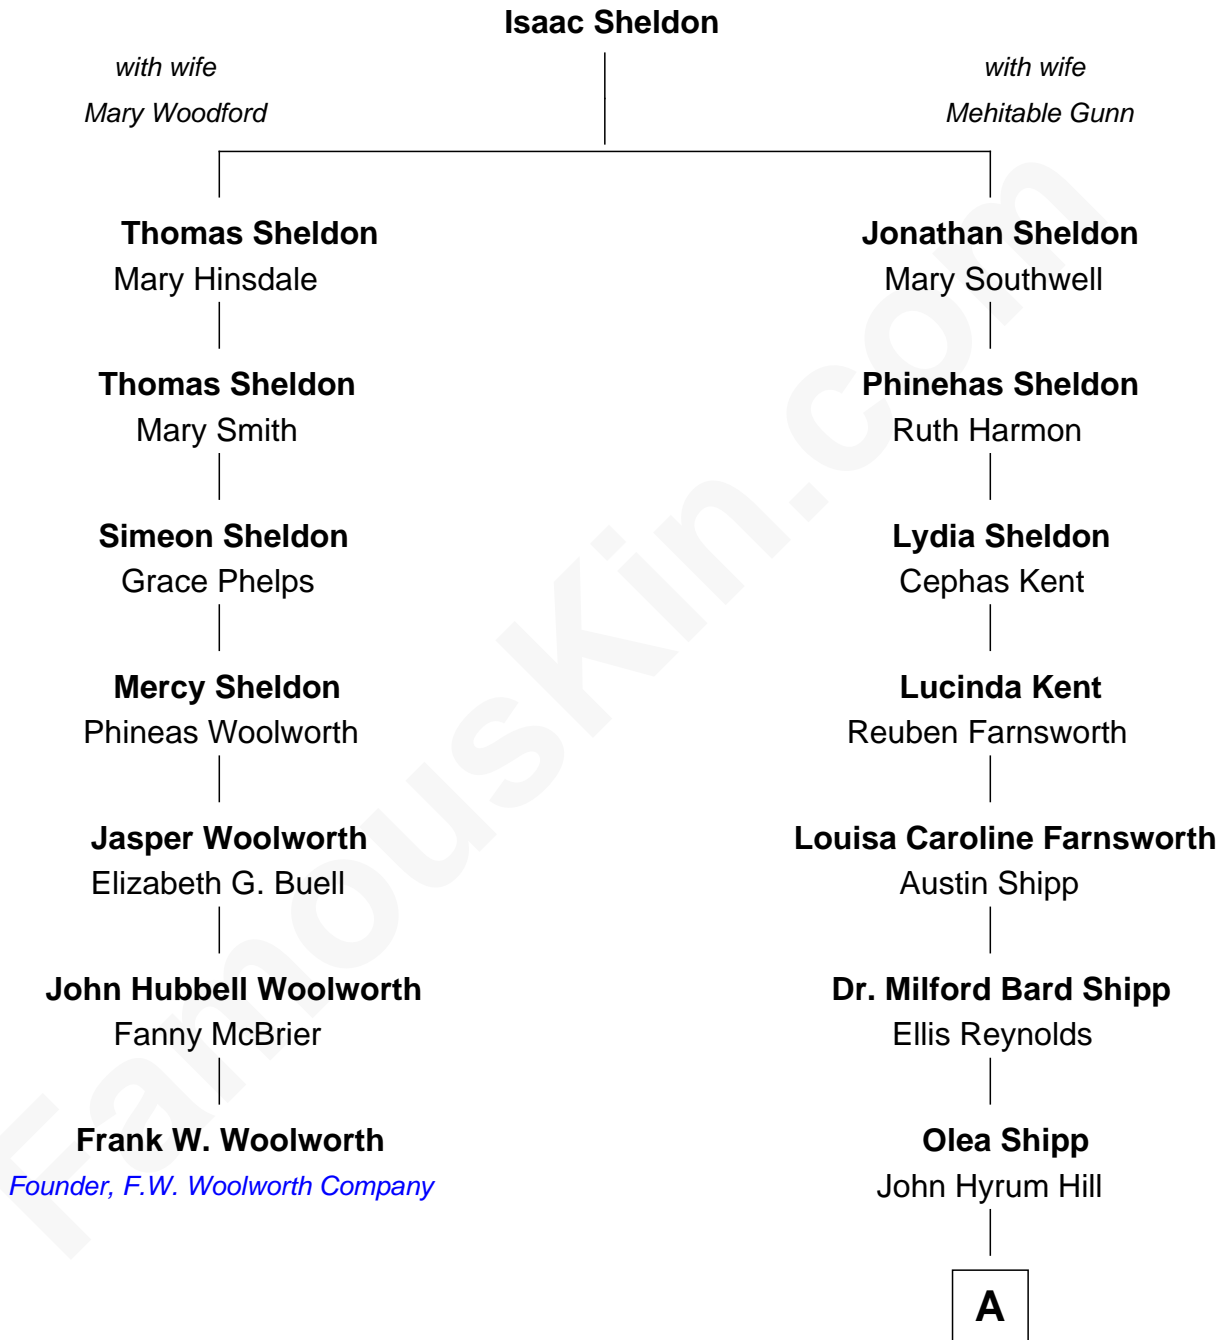 Isaac Sheldon
with wife
Mary Woodford
with wife
Mehitable Gunn
Thomas Sheldon
Mary Hinsdale
Jonathan Sheldon
Mary Southwell
Thomas Sheldon
Mary Smith
Phinehas Sheldon
Ruth Harmon
Simeon Sheldon
Grace Phelps
Lydia Sheldon
Cephas Kent
Mercy Sheldon
Phineas Woolworth
Lucinda Kent
Reuben Farnsworth
Jasper Woolworth
Elizabeth G. Buell
Louisa Caroline Farnsworth
Austin Shipp
John Hubbell Woolworth
Fanny McBrier
Dr. Milford Bard Shipp
Ellis Reynolds
Frank W. Woolworth
Founder, F.W. Woolworth Company
Olea Shipp
John Hyrum Hill
A
FamousKin.com